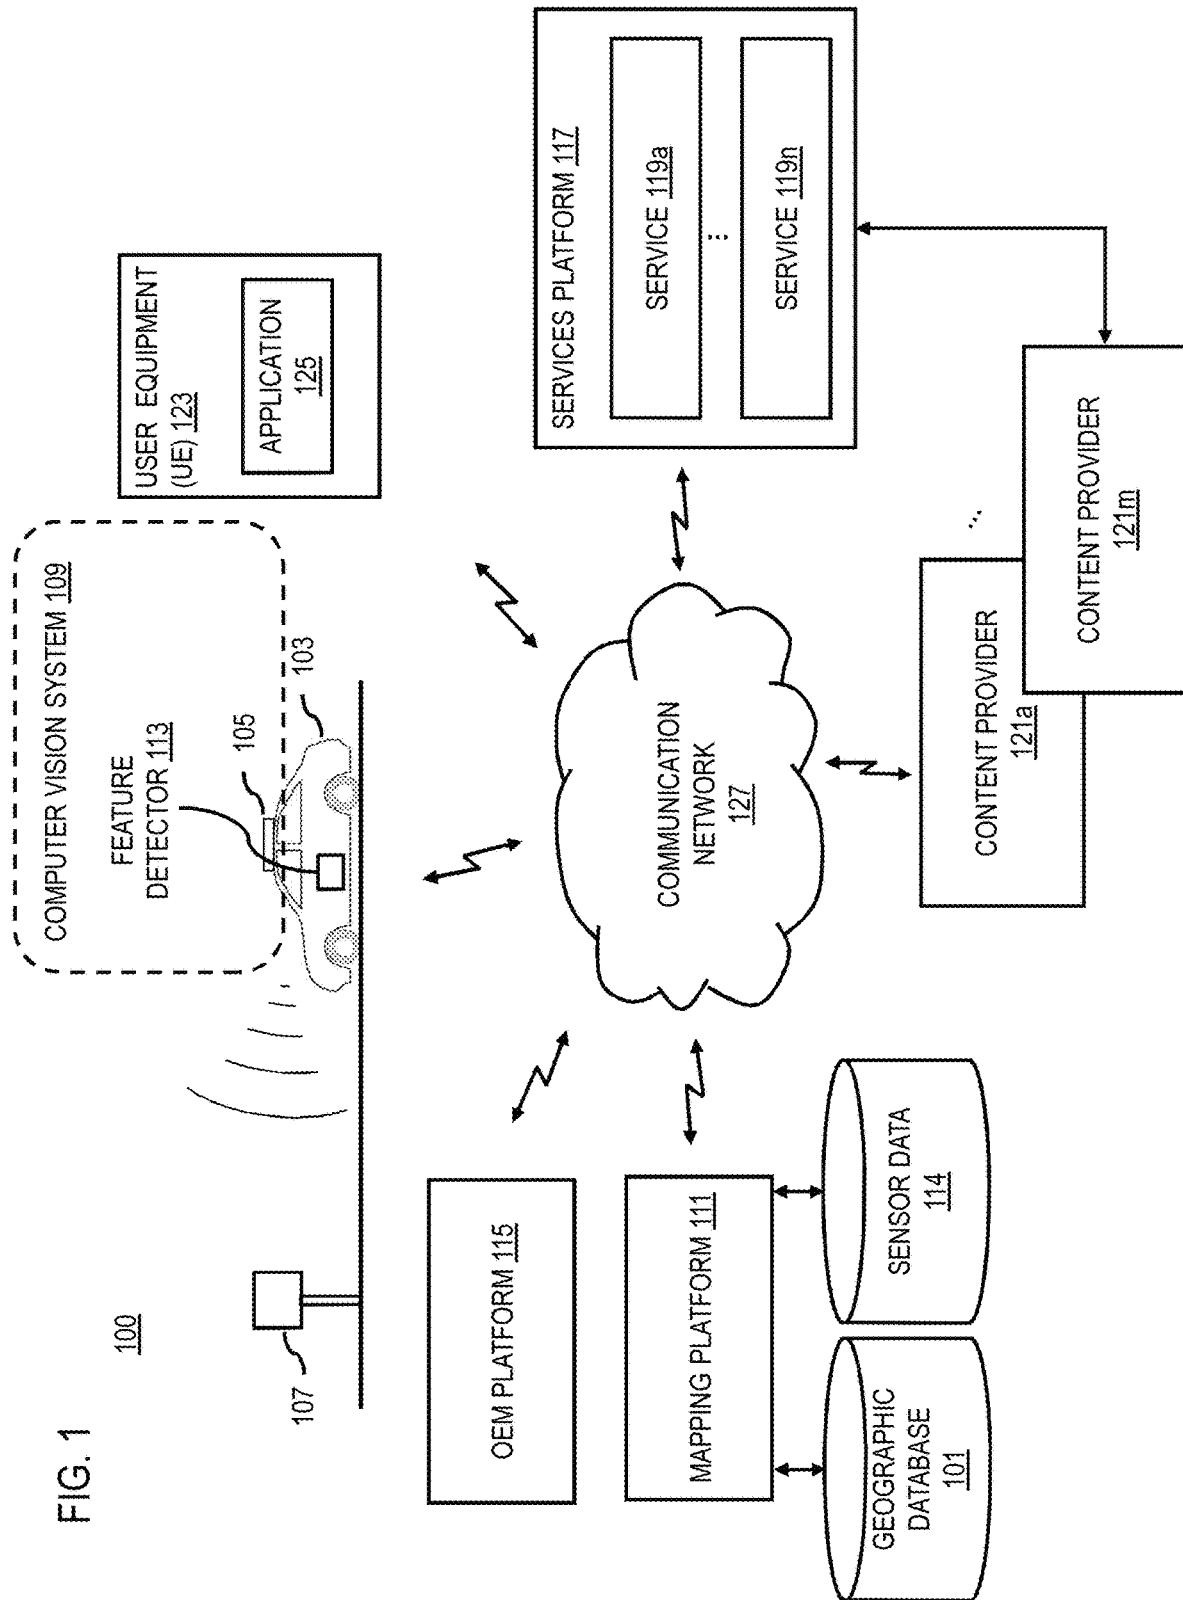 FIG. 1
100
107
COMPUTER VISION SYSTEM 109
FEATURE
DETECTOR 113
105
103
USER EQUIPMENT
(UE) 123
APPLICATION
125
OEM PLATFORM 115
MAPPING PLATFORM 111
GEOGRAPHIC
DATABASE
101
SENSOR DATA
114
COMMUNICATION
NETWORK
127
SERVICES PLATFORM 117
SERVICE 119a
...
SERVICE 119n
CONTENT PROVIDER
121a
...
CONTENT PROVIDER
121m